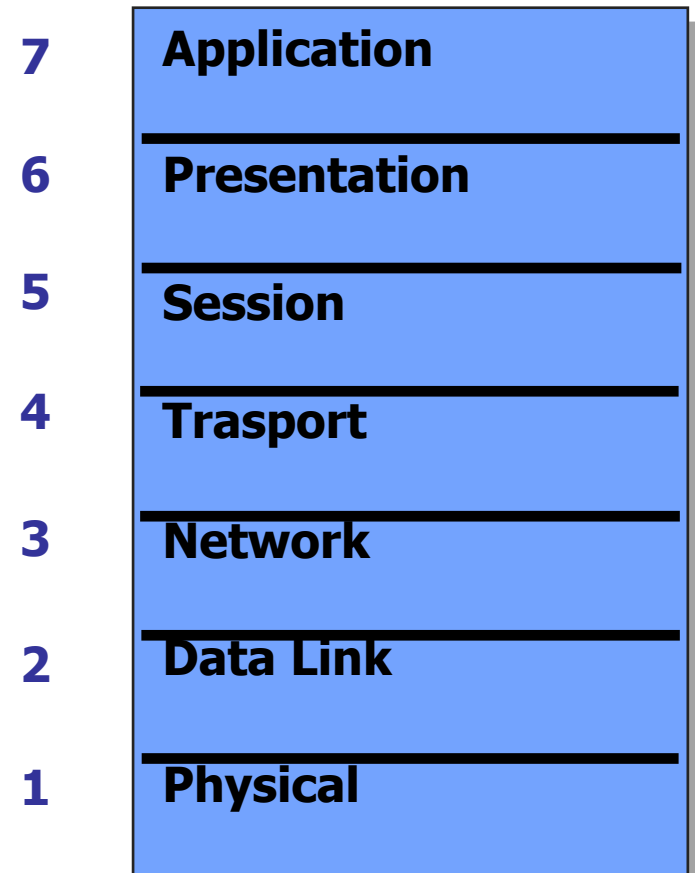 7 Application
6 Presentation
5 Session
4 Trasport
3 Network
2 Data Link
1 Physical